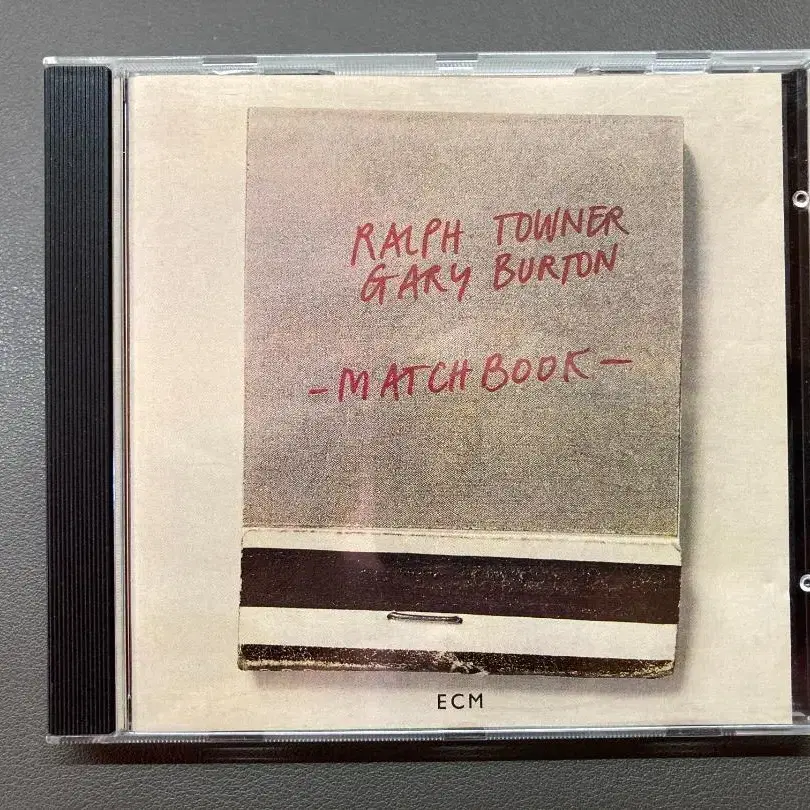 RALPH TOWNER
GARY BURTON
-MATCHBOOK-
ECM